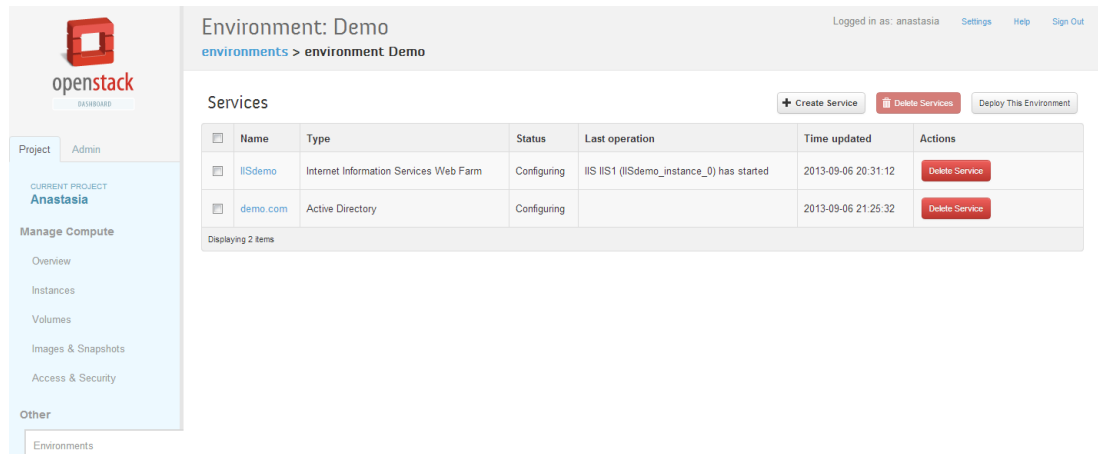 openstack
DASHBOARD
Project Admin
CURRENT PROJECT
Anastasia
Manage Compute
Overview
Instances
Volumes
Images & Snapshots
Access & Security
Other
Environments
Environment: Demo
environments > environment Demo
Logged in as: anastasia Settings Help Sign Out
Services
+ Create Service Delete Services Deploy This Environment
Name Type Status Last operation Time updated Actions
IISdemo Internet Information Services Web Farm Configuring IIS IIS1 (IISdemo_instance_0) has started 2013-09-06 20:31:12 Delete Service
demo.com Active Directory Configuring 2013-09-06 21:25:32 Delete Service
Displaying 2 items